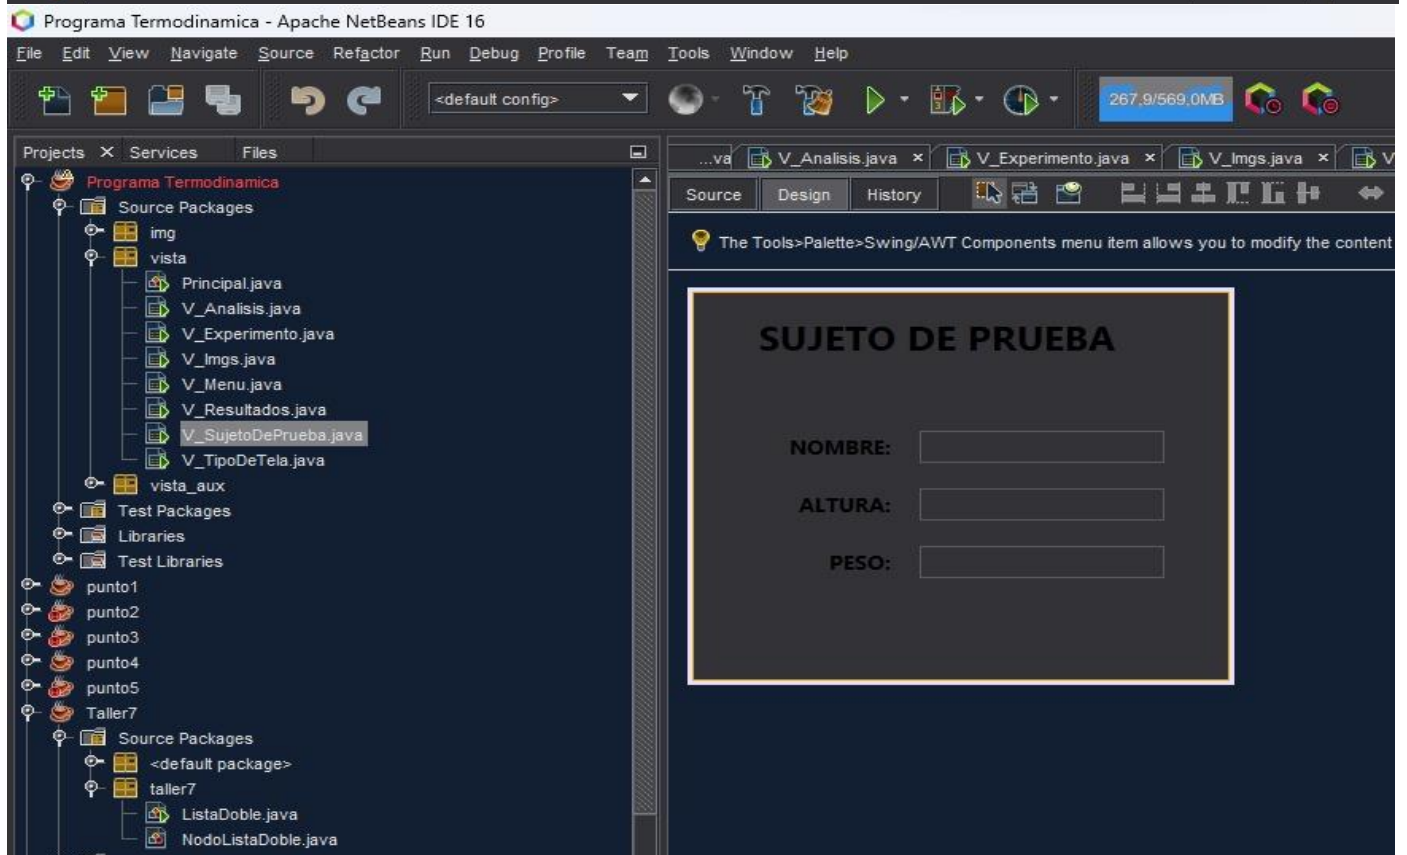 Programa Termodinamica - Apache NetBeans IDE 16
File Edit View Navigate Source Refactor Run Debug Profile Team Tools Window Help
<default config>
267,9/569,0MB
Projects Services Files
Programa Termodinamica
Source Packages
img
vista
Principal.java
V_Analisis.java
V_Experimento.java
V_Imgs.java
V_Menu.java
V_Resultados.java
V_SujetoDePrueba.java
V_TipoDeTela.java
vista_aux
Test Packages
Libraries
Test Libraries
punto1
punto2
punto3
punto4
punto5
Taller7
Source Packages
<default package>
taller7
ListaDoble.java
NodoListaDoble.java
...va V_Analisis.java V_Experimento.java V_Imgs.java V
Source Design History
The Tools>Palette>Swing/AWT Components menu item allows you to modify the content
SUJETO DE PRUEBA
NOMBRE:
ALTURA:
PESO: